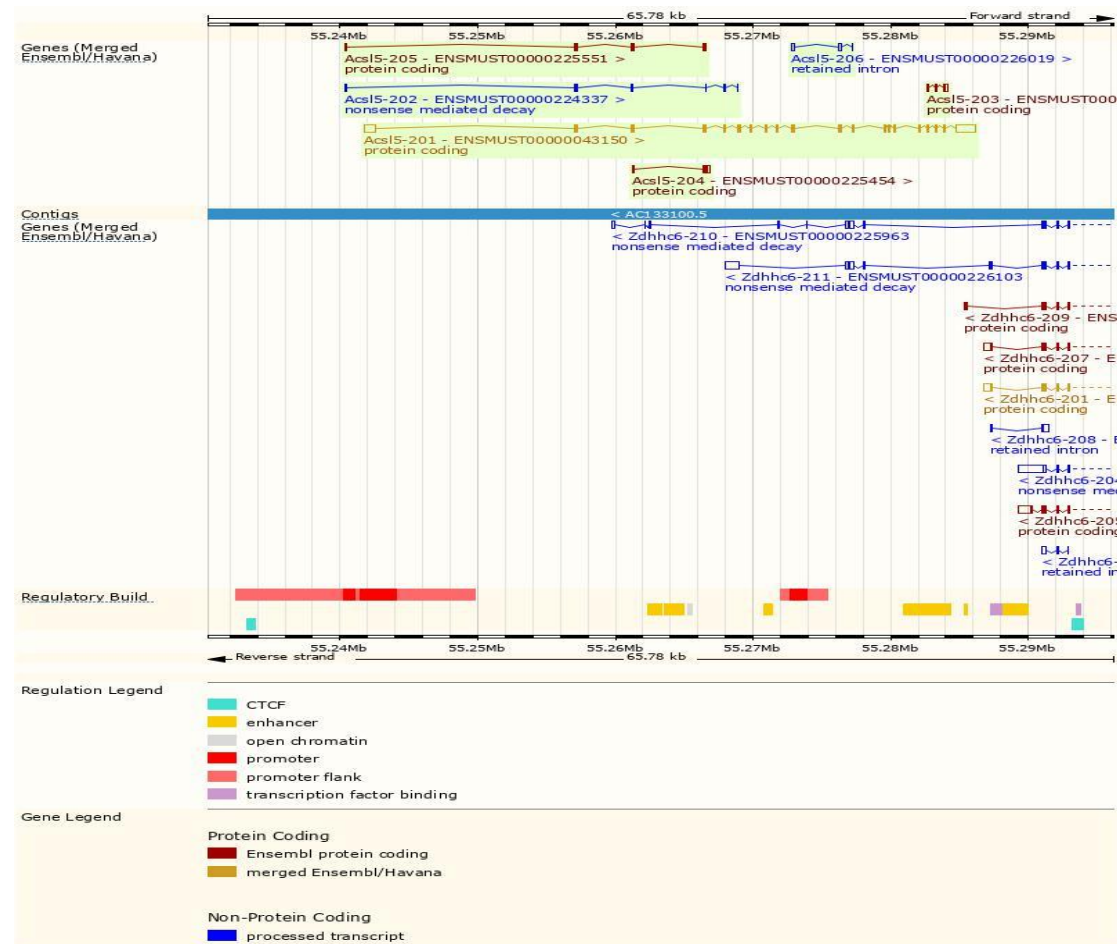 65.78 kb Forward strand
55.24Mb 55.25Mb 55.26Mb 55.27Mb 55.28Mb 55.29Mb
Genes (Merged
Ensembl/Havana)
Acsl5-205 - ENSMUST00000225551 >
protein coding
Acsl5-206 - ENSMUST00000226019 >
retained intron
Acsl5-202 - ENSMUST00000224337 >
nonsense mediated decay
Acsl5-203 - ENSMUST000
protein coding
Acsl5-201 - ENSMUST00000043150 >
protein coding
Acsl5-204 - ENSMUST00000225454 >
protein coding
Contigs
< AC133100.5
Genes (Merged
Ensembl/Havana)
< Zdhhc6-210 - ENSMUST00000225963
nonsense mediated decay
< Zdhhc6-211 - ENSMUST00000226103
nonsense mediated decay
< Zdhhc6-209 - ENS
protein coding
< Zdhhc6-207 - E
protein coding
< Zdhhc6-201 - E
protein coding
< Zdhhc6-208 - E
retained intron
< Zdhhc6-204
nonsense me
< Zdhhc6-205
protein coding
< Zdhhc6-
retained in
Regulatory Build
55.24Mb 55.25Mb 55.26Mb 55.27Mb 55.28Mb 55.29Mb
Reverse strand 65.78 kb
Regulation Legend
CTCF
enhancer
open chromatin
promoter
promoter flank
transcription factor binding
Gene Legend
Protein Coding
Ensembl protein coding
merged Ensembl/Havana
Non-Protein Coding
processed transcript